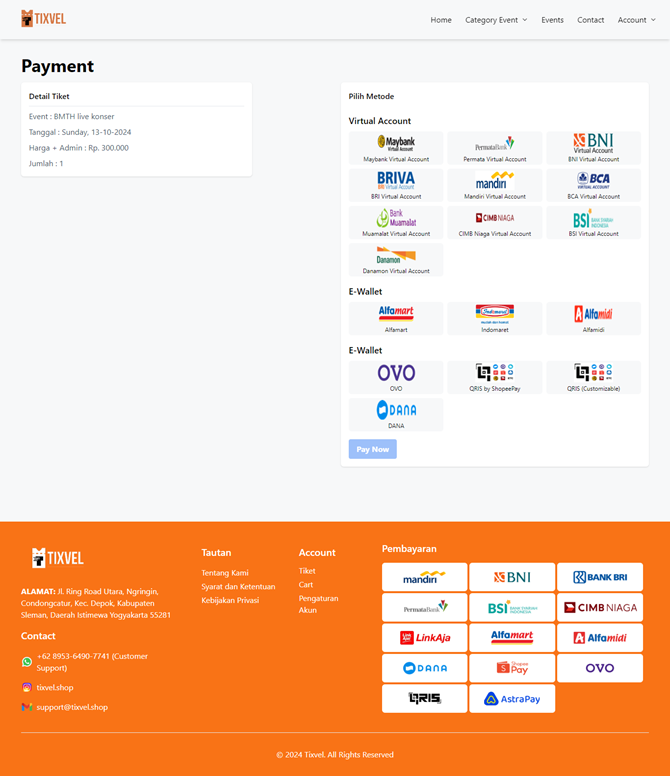 TIXVEL
Home
Category Event
Events
Contact
Account
Payment
Detail Tiket
Event : BMTH live konser
Tanggal : Sunday, 13-10-2024
Harga + Admin : Rp. 300.000
Jumlah : 1
Pilih Metode
Virtual Account
Maybank
Virtual Account
Maybank Virtual Account
PermataBank
Permata Virtual Account
BNI
Virtual Account
BNI Virtual Account
BRIVA
BRI Virtual Account
BRI Virtual Account
mandiri
Mandiri Virtual Account
BCA
VIRTUAL ACCOUNT
BCA Virtual Account
Bank
Muamalat
Muamalat Virtual Account
CIMB NIAGA
CIMB Niaga Virtual Account
BSI BANK SYARIAH
INDONESIA
BSI Virtual Account
Danamon
Danamon Virtual Account
E-Wallet
Alfamart
Alfamart
Indomaret
Indomaret
Alfamidi
Alfamidi
E-Wallet
OVO
OVO
QRIS by ShopeePay
QRIS (Customizable)
DANA
DANA
Pay Now
TIXVEL
ALAMAT: Jl. Ring Road Utara, Ngringin,
Condongcatur, Kec. Depok, Kabupaten
Sleman, Daerah Istimewa Yogyakarta 55281
Contact
+62 8953-6490-7741 (Customer
Support)
tixvel.shop
support@tixvel.shop
Tautan
Tentang Kami
Syarat dan Ketentuan
Kebijakan Privasi
Account
Tiket
Cart
Pengaturan
Akun
Pembayaran
mandiri
BNI
BANK BRI
PermataBank
BSI BANK SYARIAH
INDONESIA
CIMB NIAGA
LinkAja
Alfamart
Alfamidi
DANA
Shopee
Pay
OVO
QRIS
AstraPay
© 2024 Tixvel. All Rights Reserved